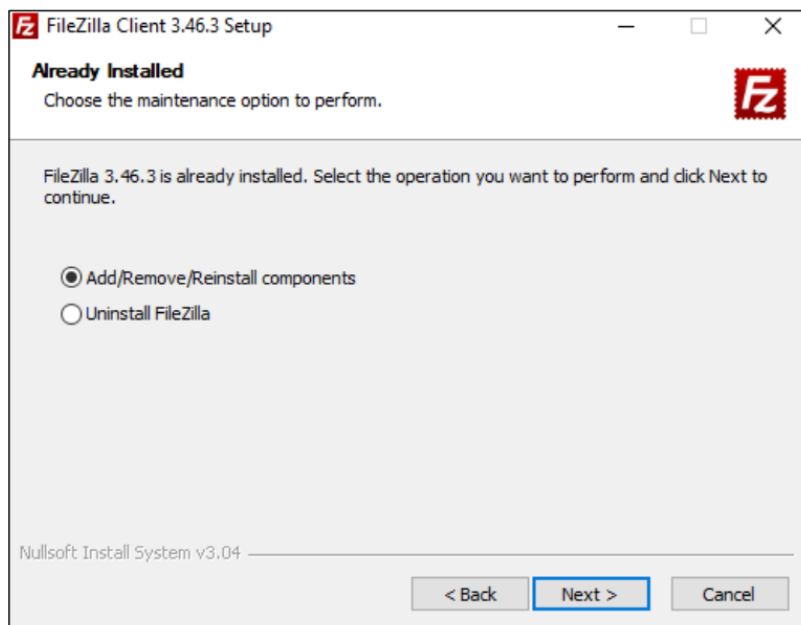 FileZilla Client 3.46.3 Setup
Already Installed
Choose the maintenance option to perform.
Fz
FileZilla 3.46.3 is already installed. Select the operation you want to perform and click Next to
continue.
Add/Remove/Reinstall components
Uninstall FileZilla
Nullsoft Install System v3.04
< Back
Next >
Cancel